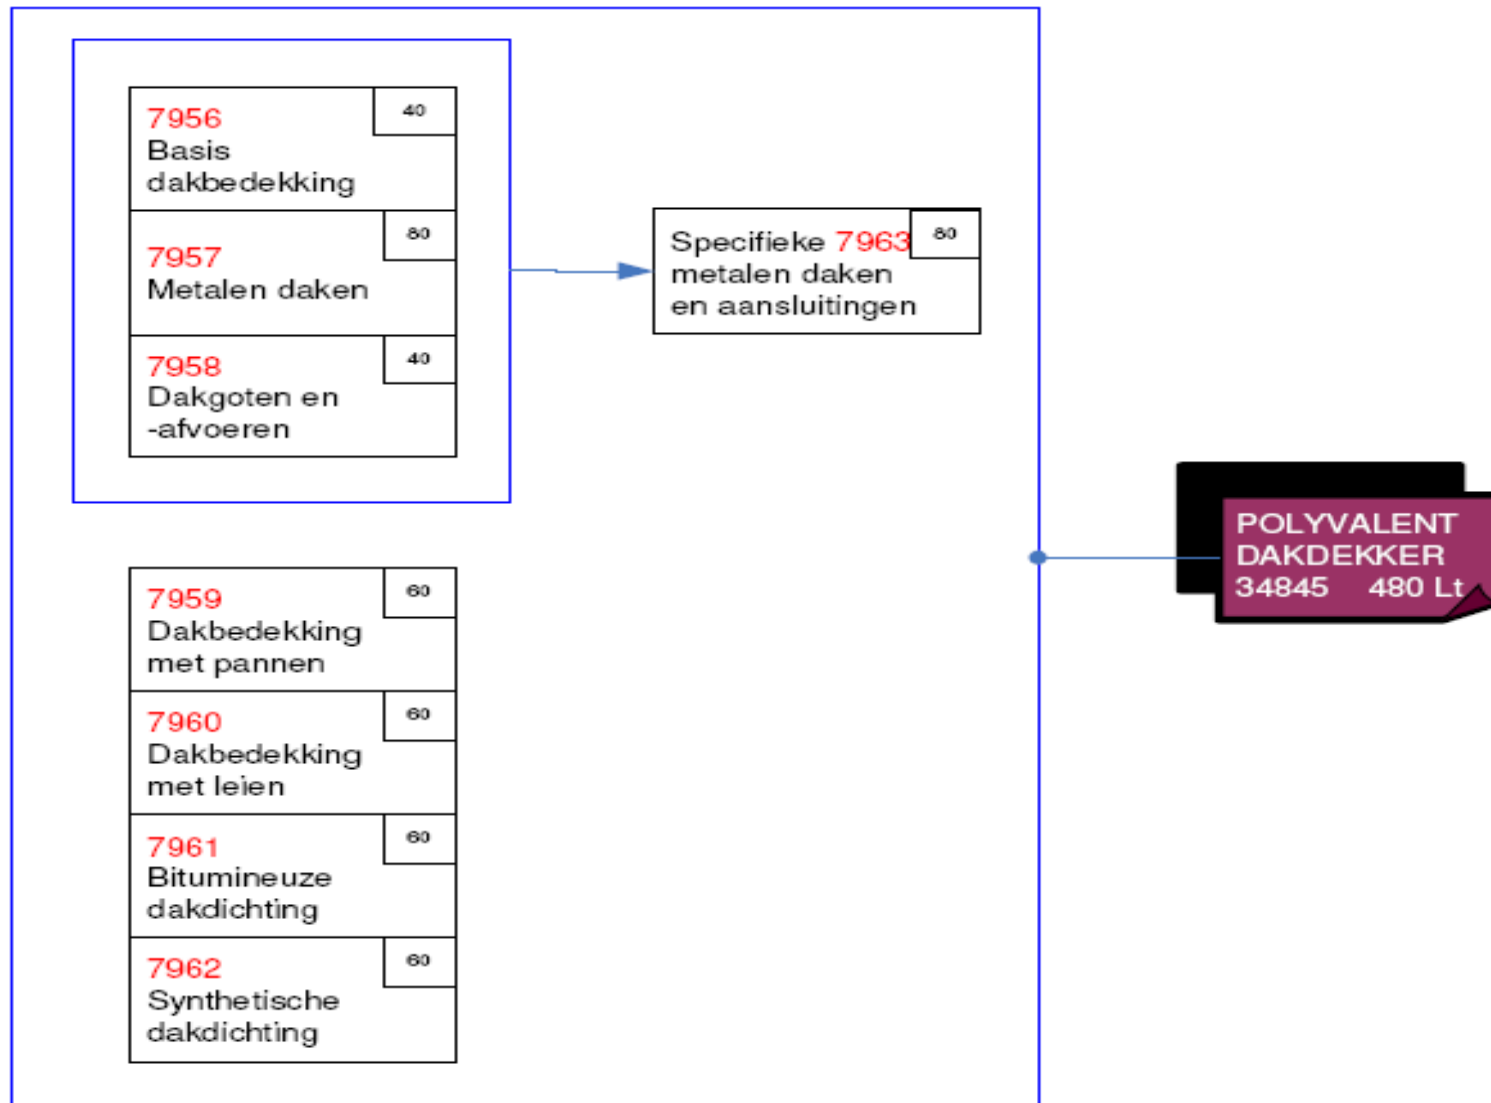 7956
40
Basis
dakbedekking
7957
80
Metalen daken
7958
40
Dakgoten en
-afvoeren
Specifieke 7963
80
metalen daken
en aansluitingen
7959
60
Dakbedekking
met pannen
7960
60
Dakbedekking
met leien
7961
60
Bitumineuze
dakdichting
7962
60
Synthetische
dakdichting
POLYVALENT
DAKDEKKER
34845 480 Lt